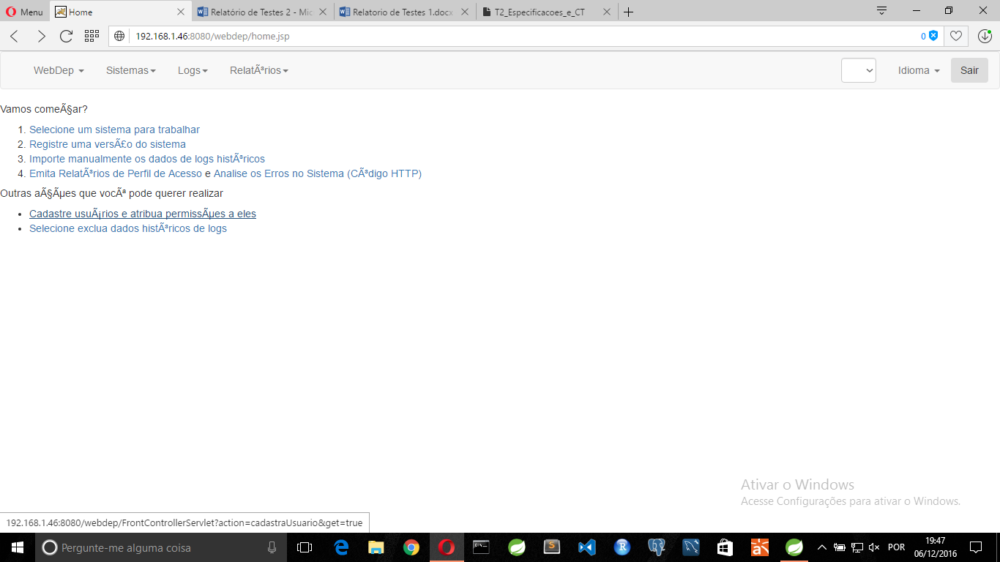 Menu Home Relatório de Testes 2 - Mic Relatorio de Testes 1.docx T2_Especificacoes_e_CT
192.168.1.46:8080/webdep/home.jsp 0
WebDep Sistemas Logs RelatÃ³rios Idioma Sair
Vamos comeÃ§ar?
1. Selecione um sistema para trabalhar
2. Registre uma versÃ£o do sistema
3. Importe manualmente os dados de logs histÃ³ricos
4. Emita RelatÃ³rios de Perfil de Acesso e Analise os Erros no Sistema (CÃ³digo HTTP)
Outras aÃ§Ãµes que vocÃª pode querer realizar
• Cadastre usuÃ¡rios e atribua permissÃµes a eles
• Selecione exclua dados histÃ³ricos de logs
Ativar o Windows
Acesse Configurações para ativar o Windows.
192.168.1.46:8080/webdep/FrontControllerServlet?action=cadastraUsuario&get=true
Pergunte-me alguma coisa POR 19:47
06/12/2016